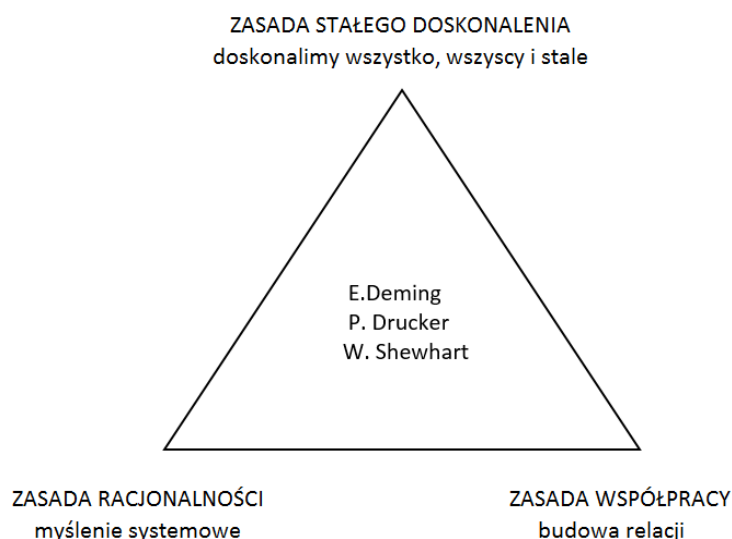 ZASADA STAŁEGO DOSKONALENIA
doskonalimy wszystko, wszyscy i stale
E.Deming
P. Drucker
W. Shewhart
ZASADA RACJONALNOŚCI
myślenie systemowe
ZASADA WSPÓŁPRACY
budowa relacji